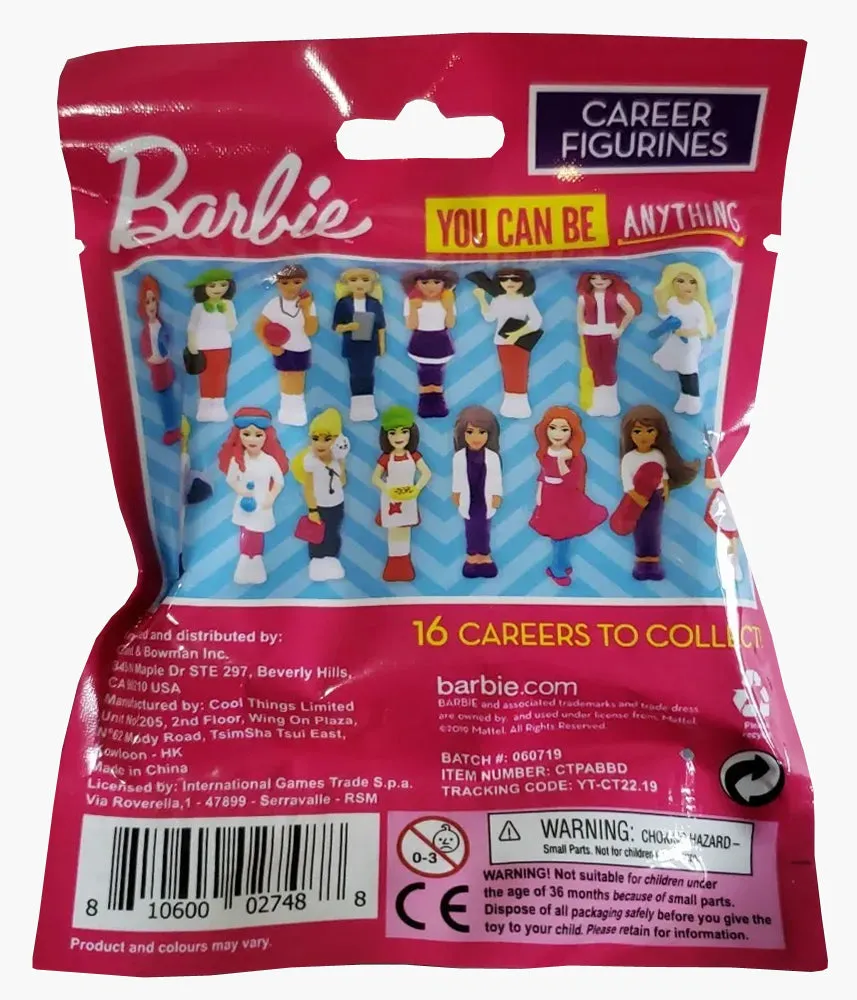 CAREER
FIGURINES
Barbie
YOU CAN BE ANYTHING
16 CAREERS TO COLLECT
and distributed by:
& Bowman Inc.
Maple Dr STE 297, Beverly Hills,
CA USA
Manufactured by: Cool Things Limited
Unit No 205, 2nd Floor, Wing On Plaza,
Nº62 Mody Road, TsimSha Tsui East,
Kowloon - HK
Made in China
Licensed by: International Games Trade S.p.a.
Via Roverella,1 - 47899 - Serravalle - RSM
barbie.com
BARBIE and associated trademarks and trade dress
are owned by, and used under license from, Mattel.
©2019 Mattel. All Rights Reserved.
BATCH #: 060719
ITEM NUMBER: CTPABBD
TRACKING CODE: YT-CT22.19
Please
recycle
8 10600 02748 8
Product and colours may vary.
0-3
CE
WARNING: CHOKING HAZARD–
Small Parts. Not for children
WARNING! Not suitable for children under
the age of 36 months because of small parts.
Dispose of all packaging safely before you give the
toy to your child. Please retain for information.